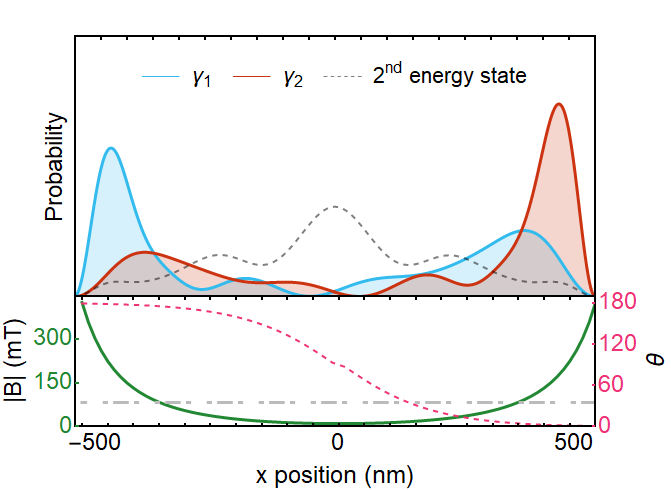 γ₁ γ₂ 2ⁿᵈ energy state
Probability
|B| (mT)
300
150
0
180
120
60
0
θ
−500 0 500
x position (nm)